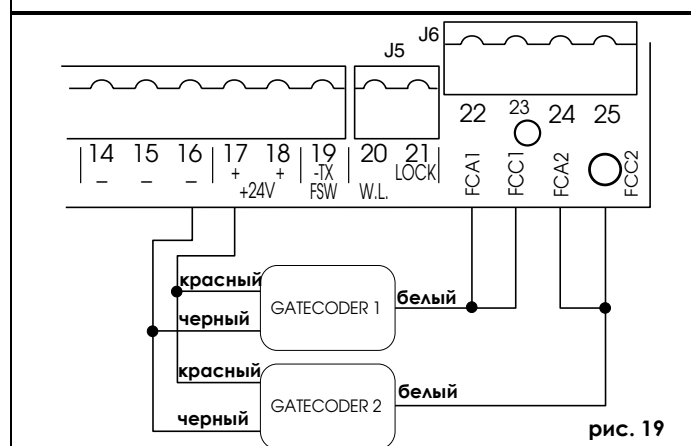 J6
J5
22 23 24 25
14 15 16 17 18 19 20 21
– – – + + -TX LOCK
+24V FSW W.L.
FCA1 FCC1 FCA2 FCC2
красный
GATECODER 1
белый
черный
красный
GATECODER 2
белый
черный
рис. 19